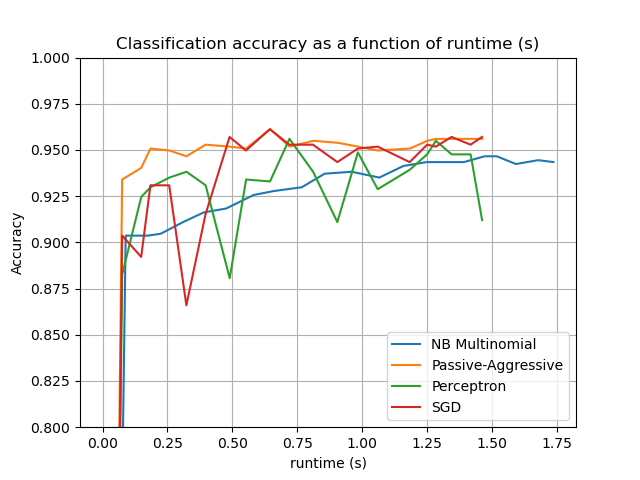 Classification accuracy as a function of runtime (s)
1.000
0.975
0.950
0.925
0.900
0.875
0.850
0.825
0.800
Accuracy
NB Multinomial
Passive-Aggressive
Perceptron
SGD
0.00 0.25 0.50 0.75 1.00 1.25 1.50 1.75
runtime (s)